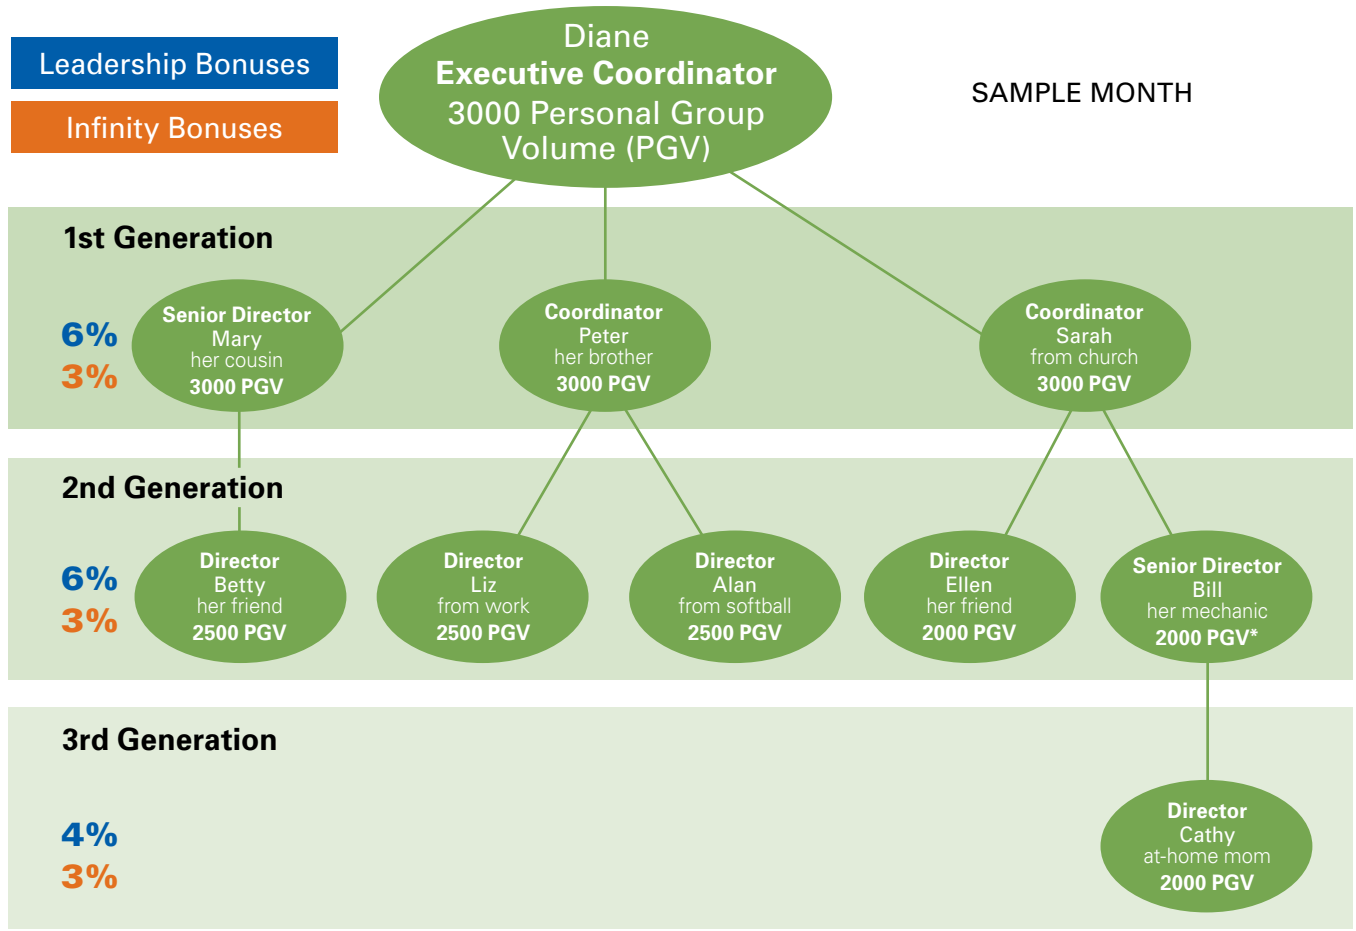 Leadership Bonuses
Infinity Bonuses
Diane
Executive Coordinator
3000 Personal Group
Volume (PGV)
SAMPLE MONTH
1st Generation
6%
3%
Senior Director
Mary
her cousin
3000 PGV
Coordinator
Peter
her brother
3000 PGV
Coordinator
Sarah
from church
3000 PGV
2nd Generation
6%
3%
Director
Betty
her friend
2500 PGV
Director
Liz
from work
2500 PGV
Director
Alan
from softball
2500 PGV
Director
Ellen
her friend
2000 PGV
Senior Director
Bill
her mechanic
2000 PGV*
3rd Generation
4%
3%
Director
Cathy
at-home mom
2000 PGV